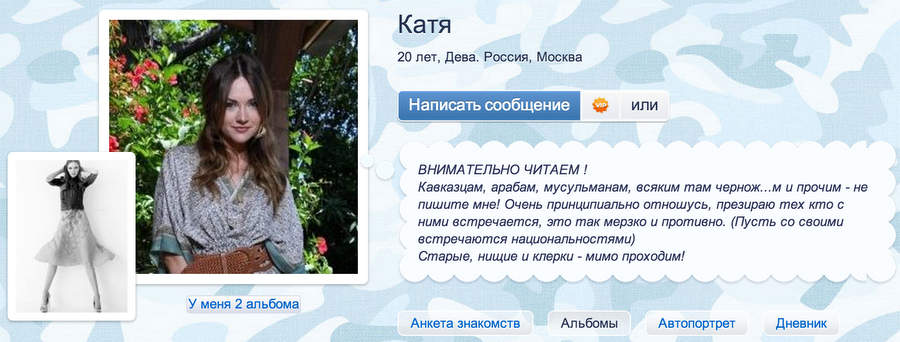 Катя
20 лет, Дева. Россия, Москва
Написать сообщение VIP или
ВНИМАТЕЛЬНО ЧИТАЕМ !
Кавказцам, арабам, мусульманам, всяким там чернож...м и прочим - не
пишите мне! Очень принципиально отношусь, презираю тех кто с
ними встречается, это так мерзко и противно. (Пусть со своими
встречаются национальностями)
Старые, нищие и клерки - мимо проходим!
У меня 2 альбома
Анкета знакомств Альбомы Автопортрет Дневник